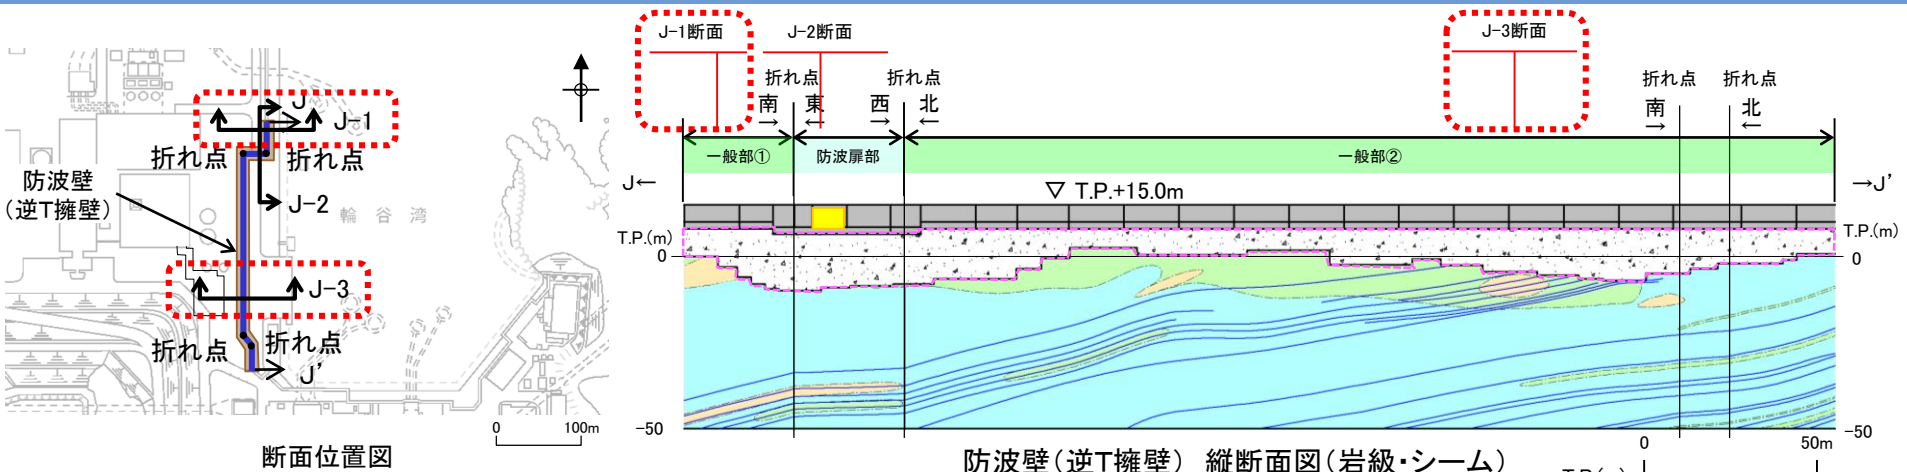 J
J-1
折れ点
折れ点
防波壁
(逆T擁壁)
J-2
輪谷湾
J-3
折れ点
折れ点
J’
0
100m
断面位置図
J-1断面
J-2断面
J-3断面
折れ点
折れ点
折れ点
折れ点
南
東
西
北
南
北
→
←
→
←
→
←
一般部①
防波扉部
一般部②
J←
▽ T.P.+15.0m
→J’
T.P.(m)
T.P.(m)
0
0
-50
-50
0
50m
防波壁(逆T擁壁) 縦断面図(岩級・シーム)